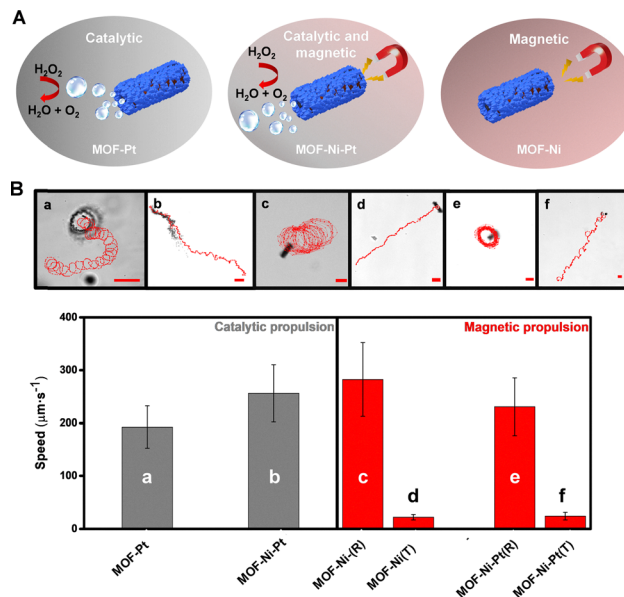 A
Catalytic
H2O2
H2O + O2
MOF-Pt
Catalytic and
magnetic
H2O2
H2O + O2
MOF-Ni-Pt
Magnetic
MOF-Ni
B
a
b
c
d
e
f
400
300
200
100
0
Speed (μm·s-1)
Catalytic propulsion
Magnetic propulsion
a
b
c
d
e
f
MOF-Pt
MOF-Ni-Pt
MOF-Ni-(R)
MOF-Ni(T)
MOF-Ni-Pt(R)
MOF-Ni-Pt(T)